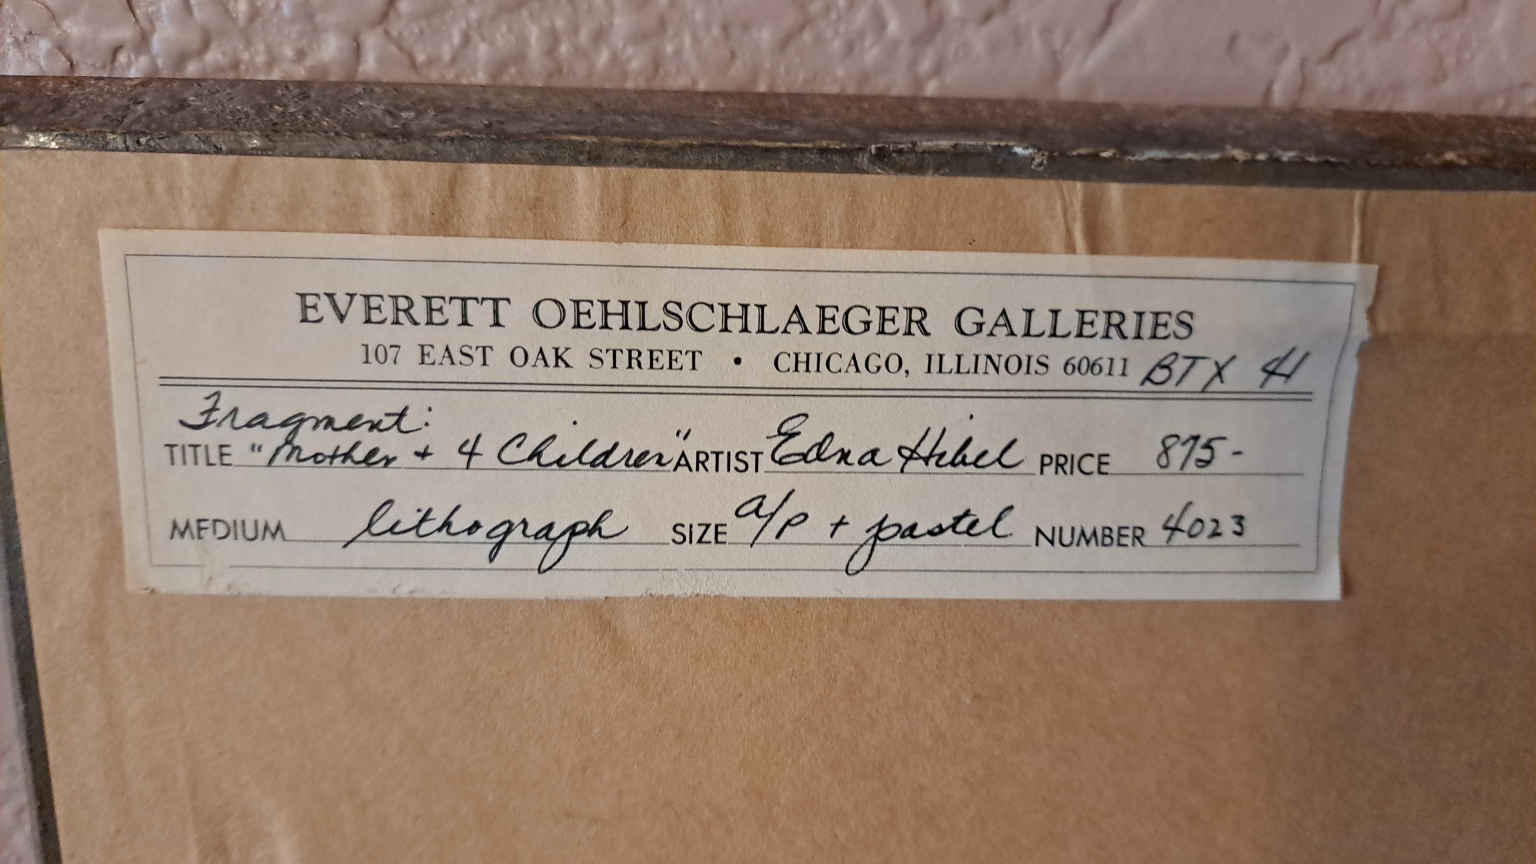 EVERETT OEHLSCHLAEGER GALLERIES
107 EAST OAK STREET • CHICAGO, ILLINOIS 60611 BTX 41
Fragment:
TITLE "Mother + 4 Children" ARTIST Edna Hibel PRICE 875-
MEDIUM lithograph SIZE a/p + pastel NUMBER 4023